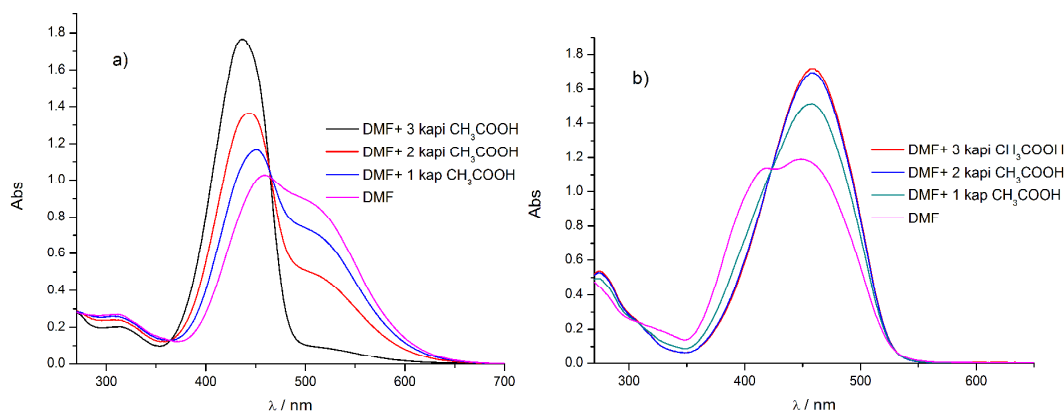 a)
1.8
1.6
1.4
1.2
1.0
0.8
0.6
0.4
0.2
0.0
Abs
DMF+ 3 kapi CH₃COOH
DMF+ 2 kapi CH₃COOH
DMF+ 1 kap CH₃COOH
DMF
300 400 500 600 700
λ / nm
b)
1.8
1.6
1.4
1.2
1.0
0.8
0.6
0.4
0.2
0.0
Abs
DMF+ 3 kapi CH₃COOH
DMF+ 2 kapi CH₃COOH
DMF+ 1 kap CH₃COOH
DMF
300 400 500 600
λ / nm